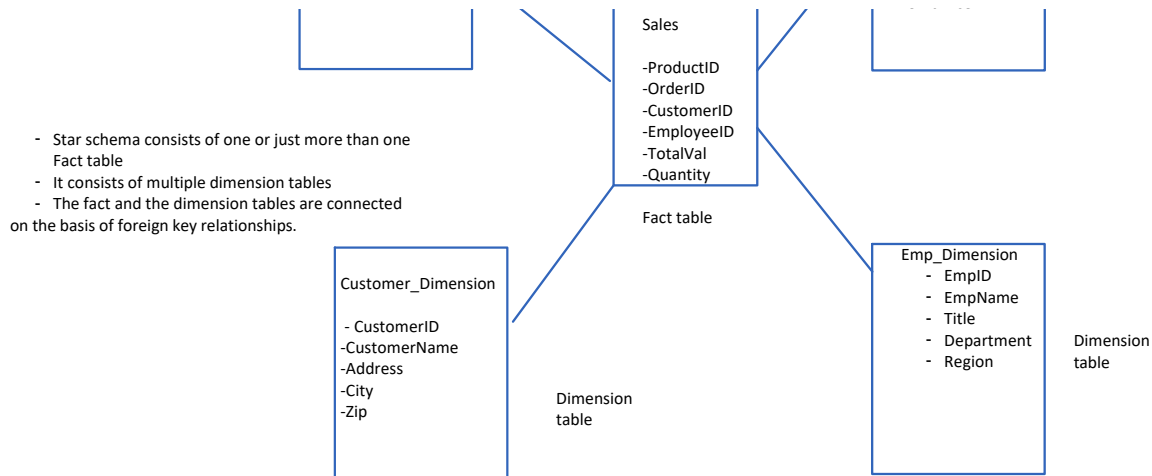 Sales
-ProductID
-OrderID
-CustomerID
-EmployeeID
-TotalVal
-Quantity
Fact table
- Star schema consists of one or just more than one
Fact table
- It consists of multiple dimension tables
- The fact and the dimension tables are connected
on the basis of foreign key relationships.
Customer_Dimension
- CustomerID
-CustomerName
-Address
-City
-Zip
Dimension
table
Emp_Dimension
- EmpID
- EmpName
- Title
- Department
- Region
Dimension
table